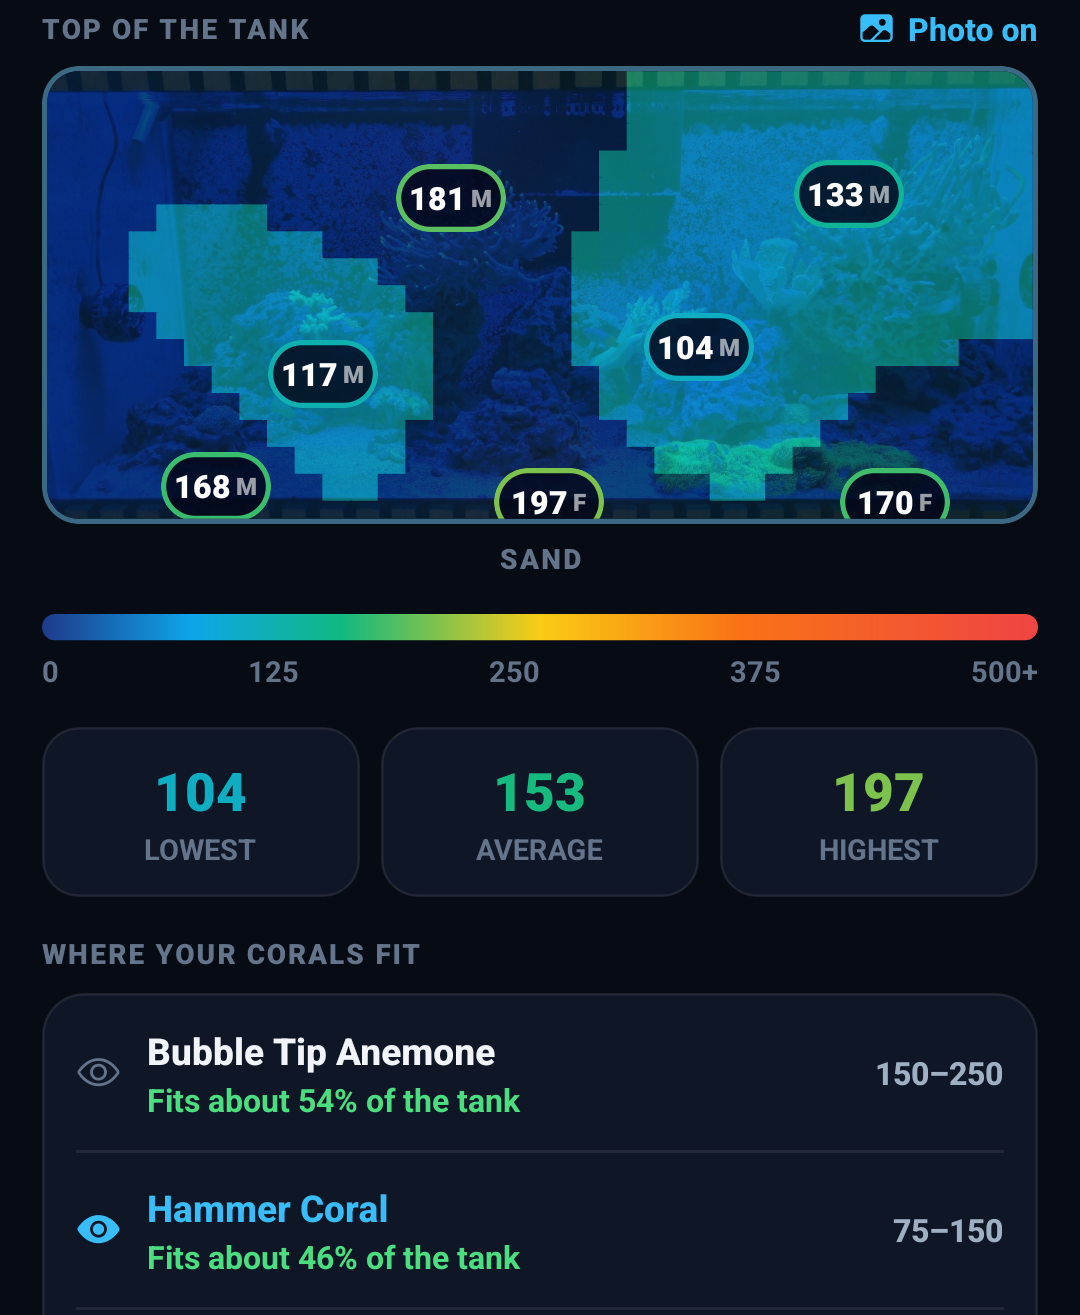 TOP OF THE TANK
Photo on
181 M
133 M
104 M
117 M
168 M
197 F
170 F
SAND
0 125 250 375 500+
104 153 197
LOWEST AVERAGE HIGHEST
WHERE YOUR CORALS FIT
Bubble Tip Anemone
150–250
Fits about 54% of the tank
Hammer Coral
75–150
Fits about 46% of the tank